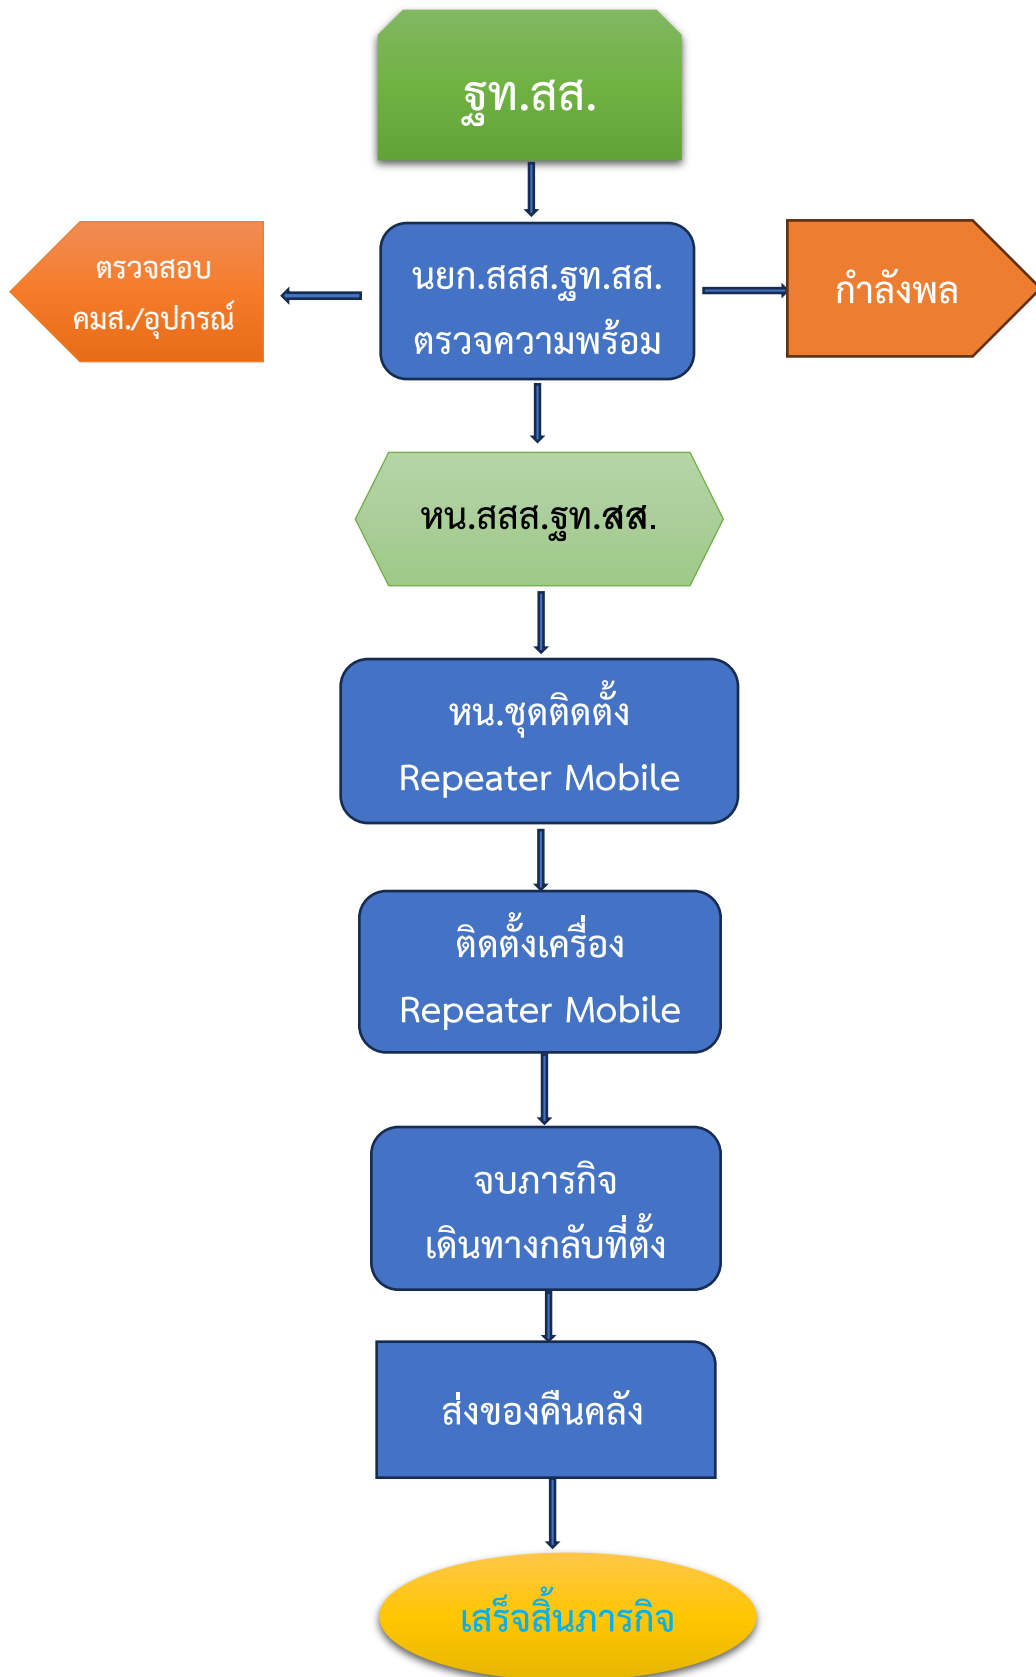 ฐท.สส.
ตรวจสอบ
คมส./อุปกรณ์
นยก.สสส.ฐท.สส.
ตรวจความพร้อม
กำลังพล
หน.สสส.ฐท.สส.
หน.ชุดติดตั้ง
Repeater Mobile
ติดตั้งเครื่อง
Repeater Mobile
จบภารกิจ
เดินทางกลับที่ตั้ง
ส่งของคืนคลัง
เสร็จสิ้นภารกิจ